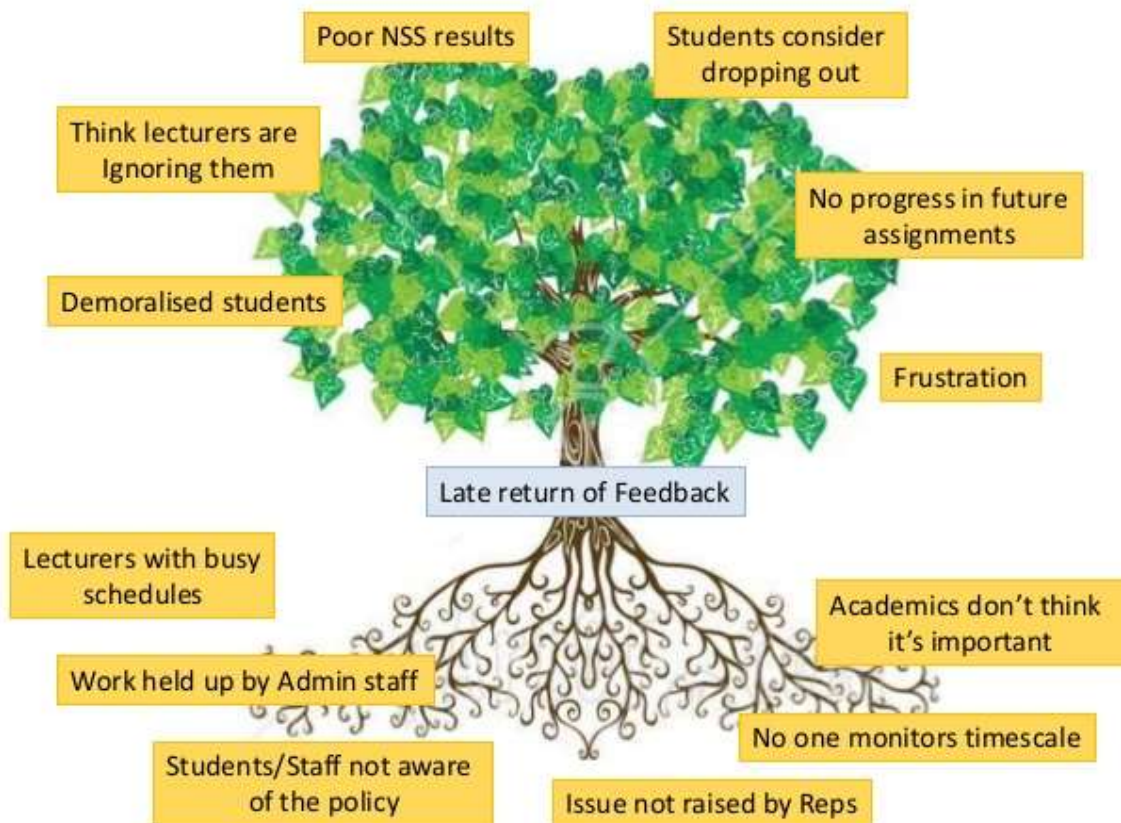 Poor NSS results
Students consider
dropping out
Think lecturers are
Ignoring them
No progress in future
assignments
Demoralised students
Frustration
Late return of Feedback
Lecturers with busy
schedules
Academics don’t think
it’s important
Work held up by Admin staff
No one monitors timescale
Students/Staff not aware
of the policy
Issue not raised by Reps